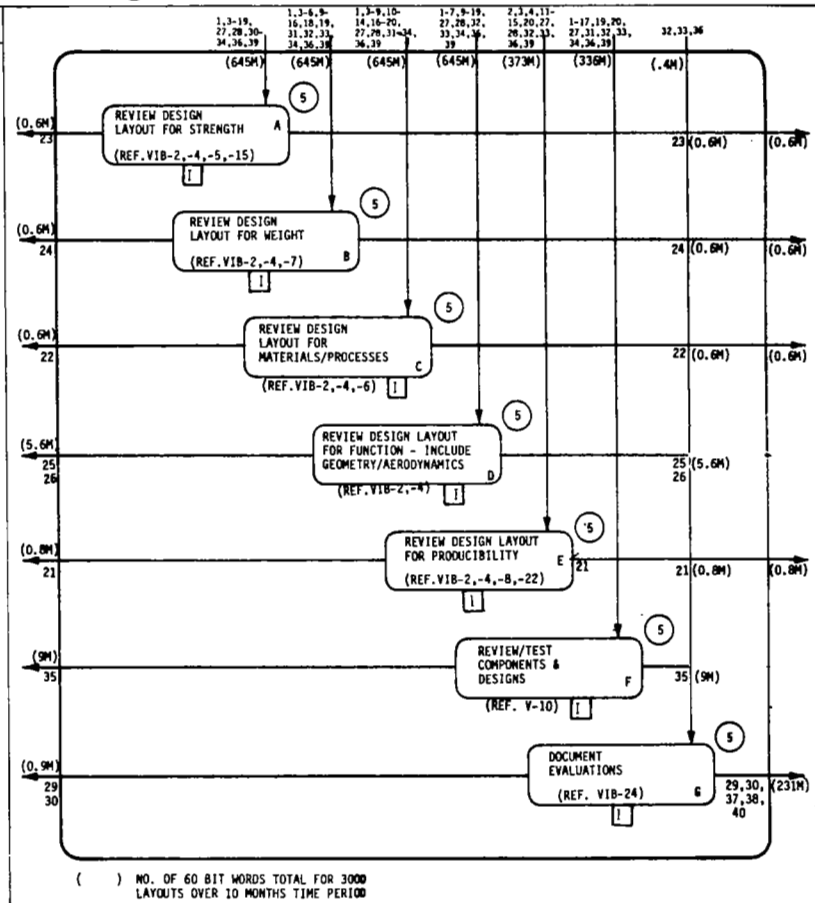 1,3-19,
27,28,30-
34,36,39
(645M)
1,3-6,9-
16,18,19,
31,32,33
34,36,39
(645M)
1,3-9,10-
14,16-20,
27,28,31-34,
36,39
(645M)
1-7,9-19,
27,28,32,
33,34,36,
39
(645M)
2,3,4,11-
15,20,27-
28,32,33,
36,39
(373M)
1-17,19,20,
27,31,32,33,
34,36,39
(336M)
32,33,36
(.4M)
5
(0.6M)
23
REVIEW DESIGN
LAYOUT FOR STRENGTH A
(REF.VIB-2,-4,-5,-15)
I
23 (0.6M)
(0.6M)
5
(0.6M)
24
REVIEW DESIGN
LAYOUT FOR WEIGHT
(REF.VIB-2,-4,-7) B
I
24 (0.6M)
(0.6M)
5
(0.6M)
22
REVIEW DESIGN
LAYOUT FOR
MATERIALS/PROCESSES C
(REF.VIB-2,-4,-6) I
22 (0.6M)
(0.6M)
5
(5.6M)
25
26
REVIEW DESIGN LAYOUT
FOR FUNCTION - INCLUDE
GEOMETRY/AERODYNAMICS D
(REF.VIB-2,-4) I
25 (5.6M)
26
5
(0.8M)
21
REVIEW DESIGN LAYOUT
FOR PRODUCIBILITY E
(REF.VIB-2,-4,-8,-22)
I
21
21 (0.8M)
(0.8M)
5
(9M)
35
REVIEW/TEST
COMPONENTS &
DESIGNS F
(REF. V-10) I
35 (9M)
5
(0.9M)
29
30
DOCUMENT
EVALUATIONS
(REF. VIB-24) G
I
29,30,
37,38,
40
(231M)
( ) NO. OF 60 BIT WORDS TOTAL FOR 3000
LAYOUTS OVER 10 MONTHS TIME PERIOD